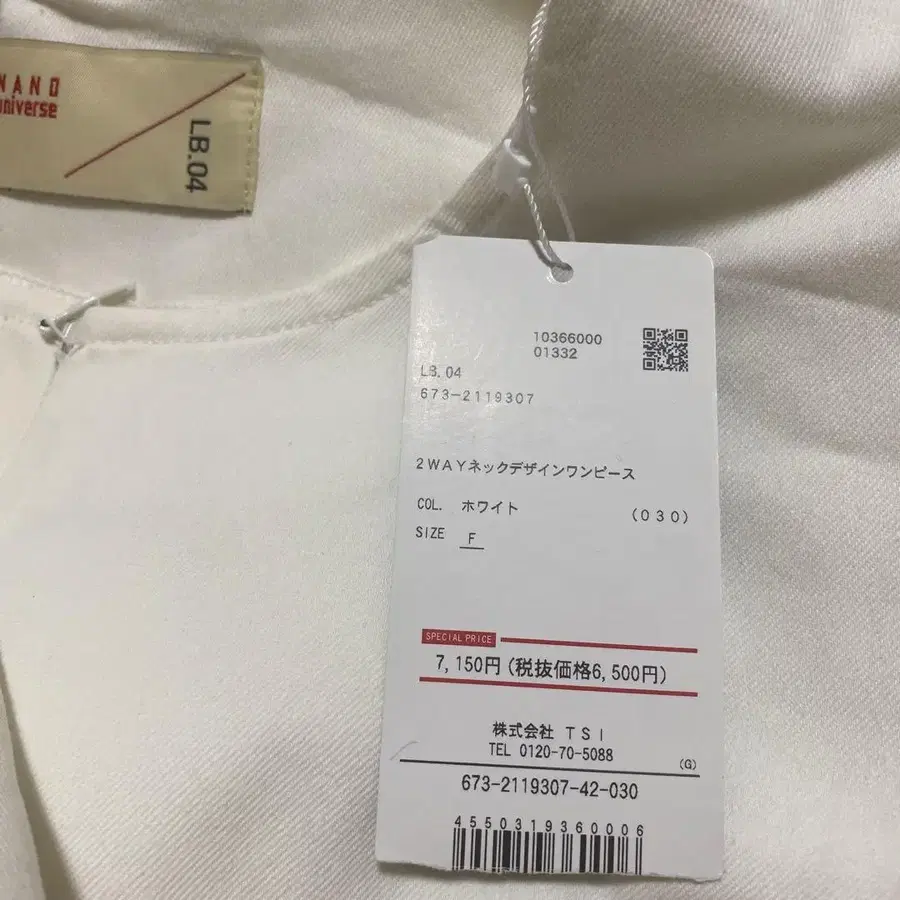 NANO
universe
LB.04
10366000
01332
LB.04
673-2119307
2WAYネックデザインワンピース
COL. ホワイト (030)
SIZE F
SPECIAL PRICE
7,150円(税抜価格6,500円)
株式会社 TSI
TEL 0120-70-5088
(G)
673-2119307-42-030
4550319360006